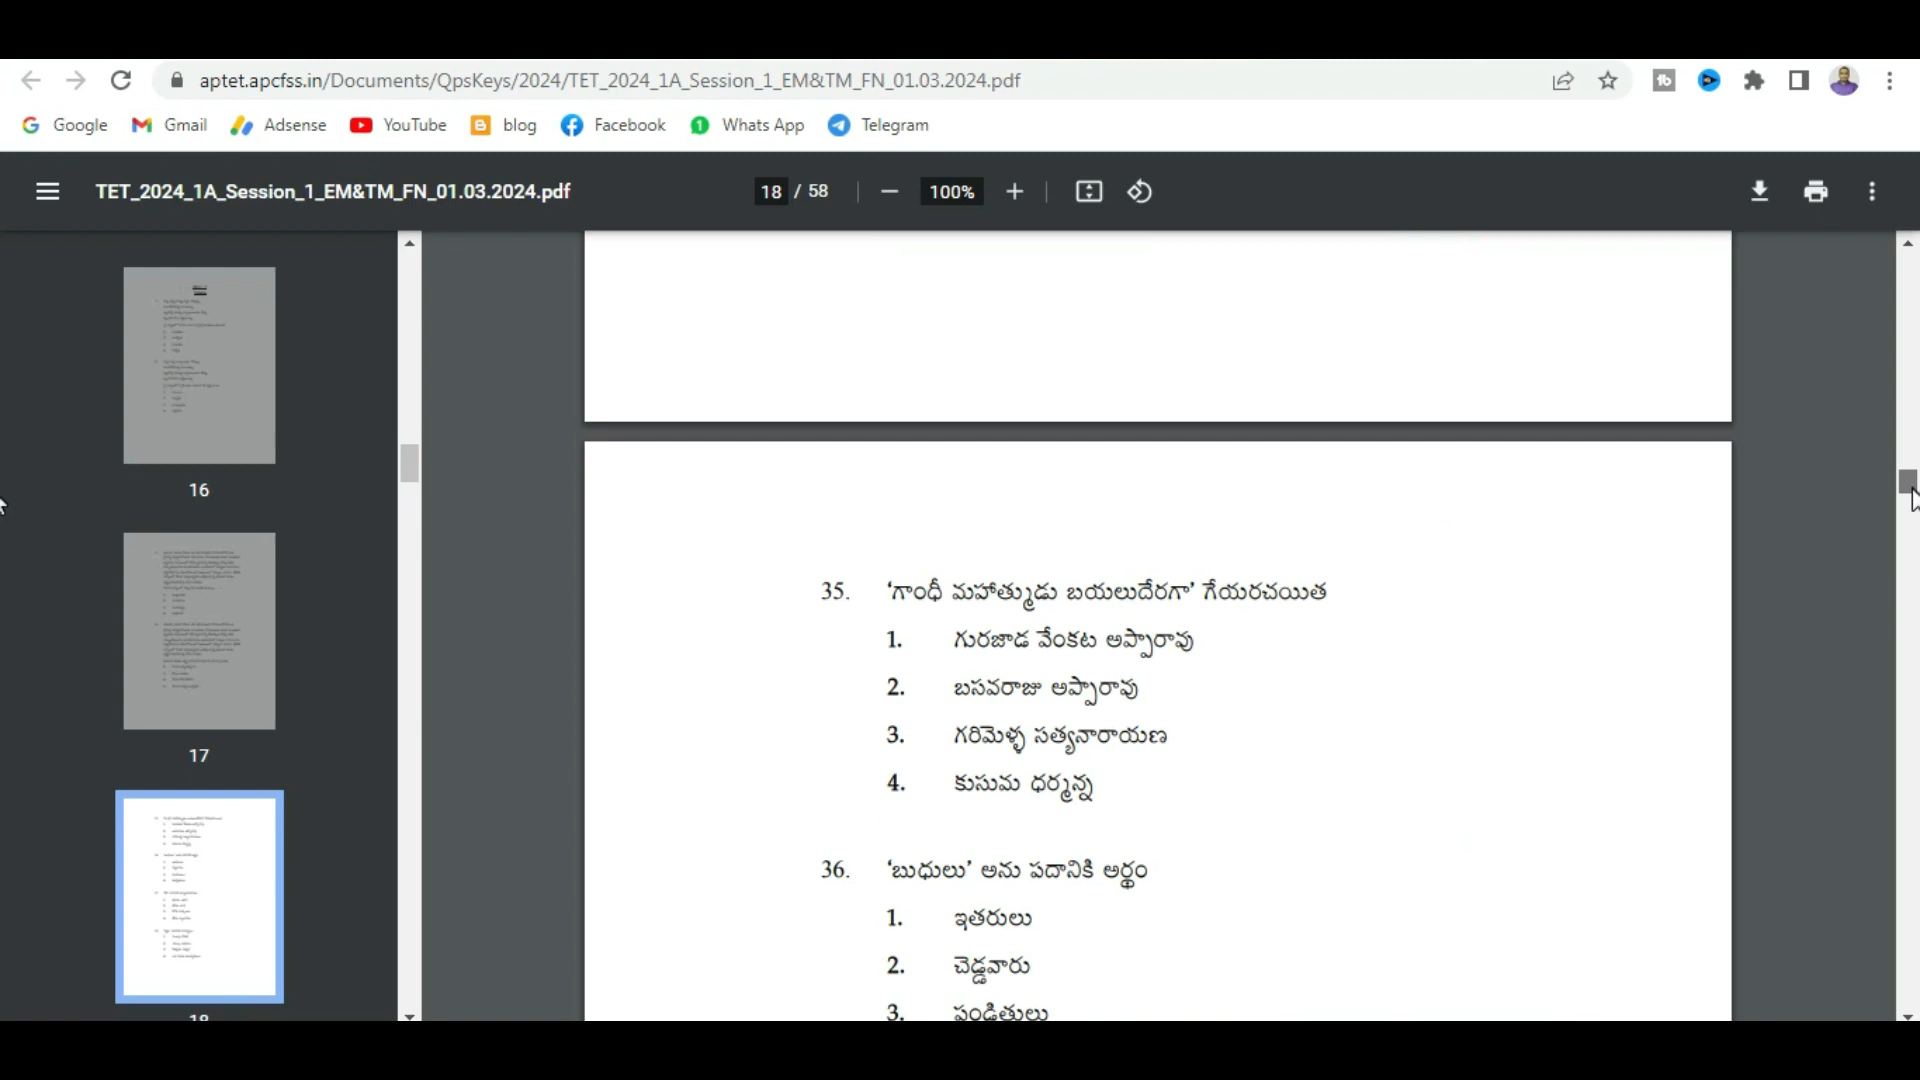 aptet.apcfss.in/Documents/QpsKeys/2024/TET_2024_1A_Session_1_EM&TM_FN_01.03.2024.pdf
Google Gmail Adsense YouTube blog Facebook Whats App Telegram
TET_2024_1A_Session_1_EM&TM_FN_01.03.2024.pdf 18 / 58 100%
16
17
18
35. ‘గాంధీ మహాత్ముడు బయలుదేరగా’ గేయరచయిత
1. గురజాడ వేంకట అప్పారావు
2. బసవరాజు అప్పారావు
3. గరిమెళ్ళ సత్యనారాయణ
4. కుసుమ ధర్మన్న
36. ‘బుధులు’ అను పదానికి అర్థం
1. ఇతరులు
2. చెడ్డవారు
3. పండితులు